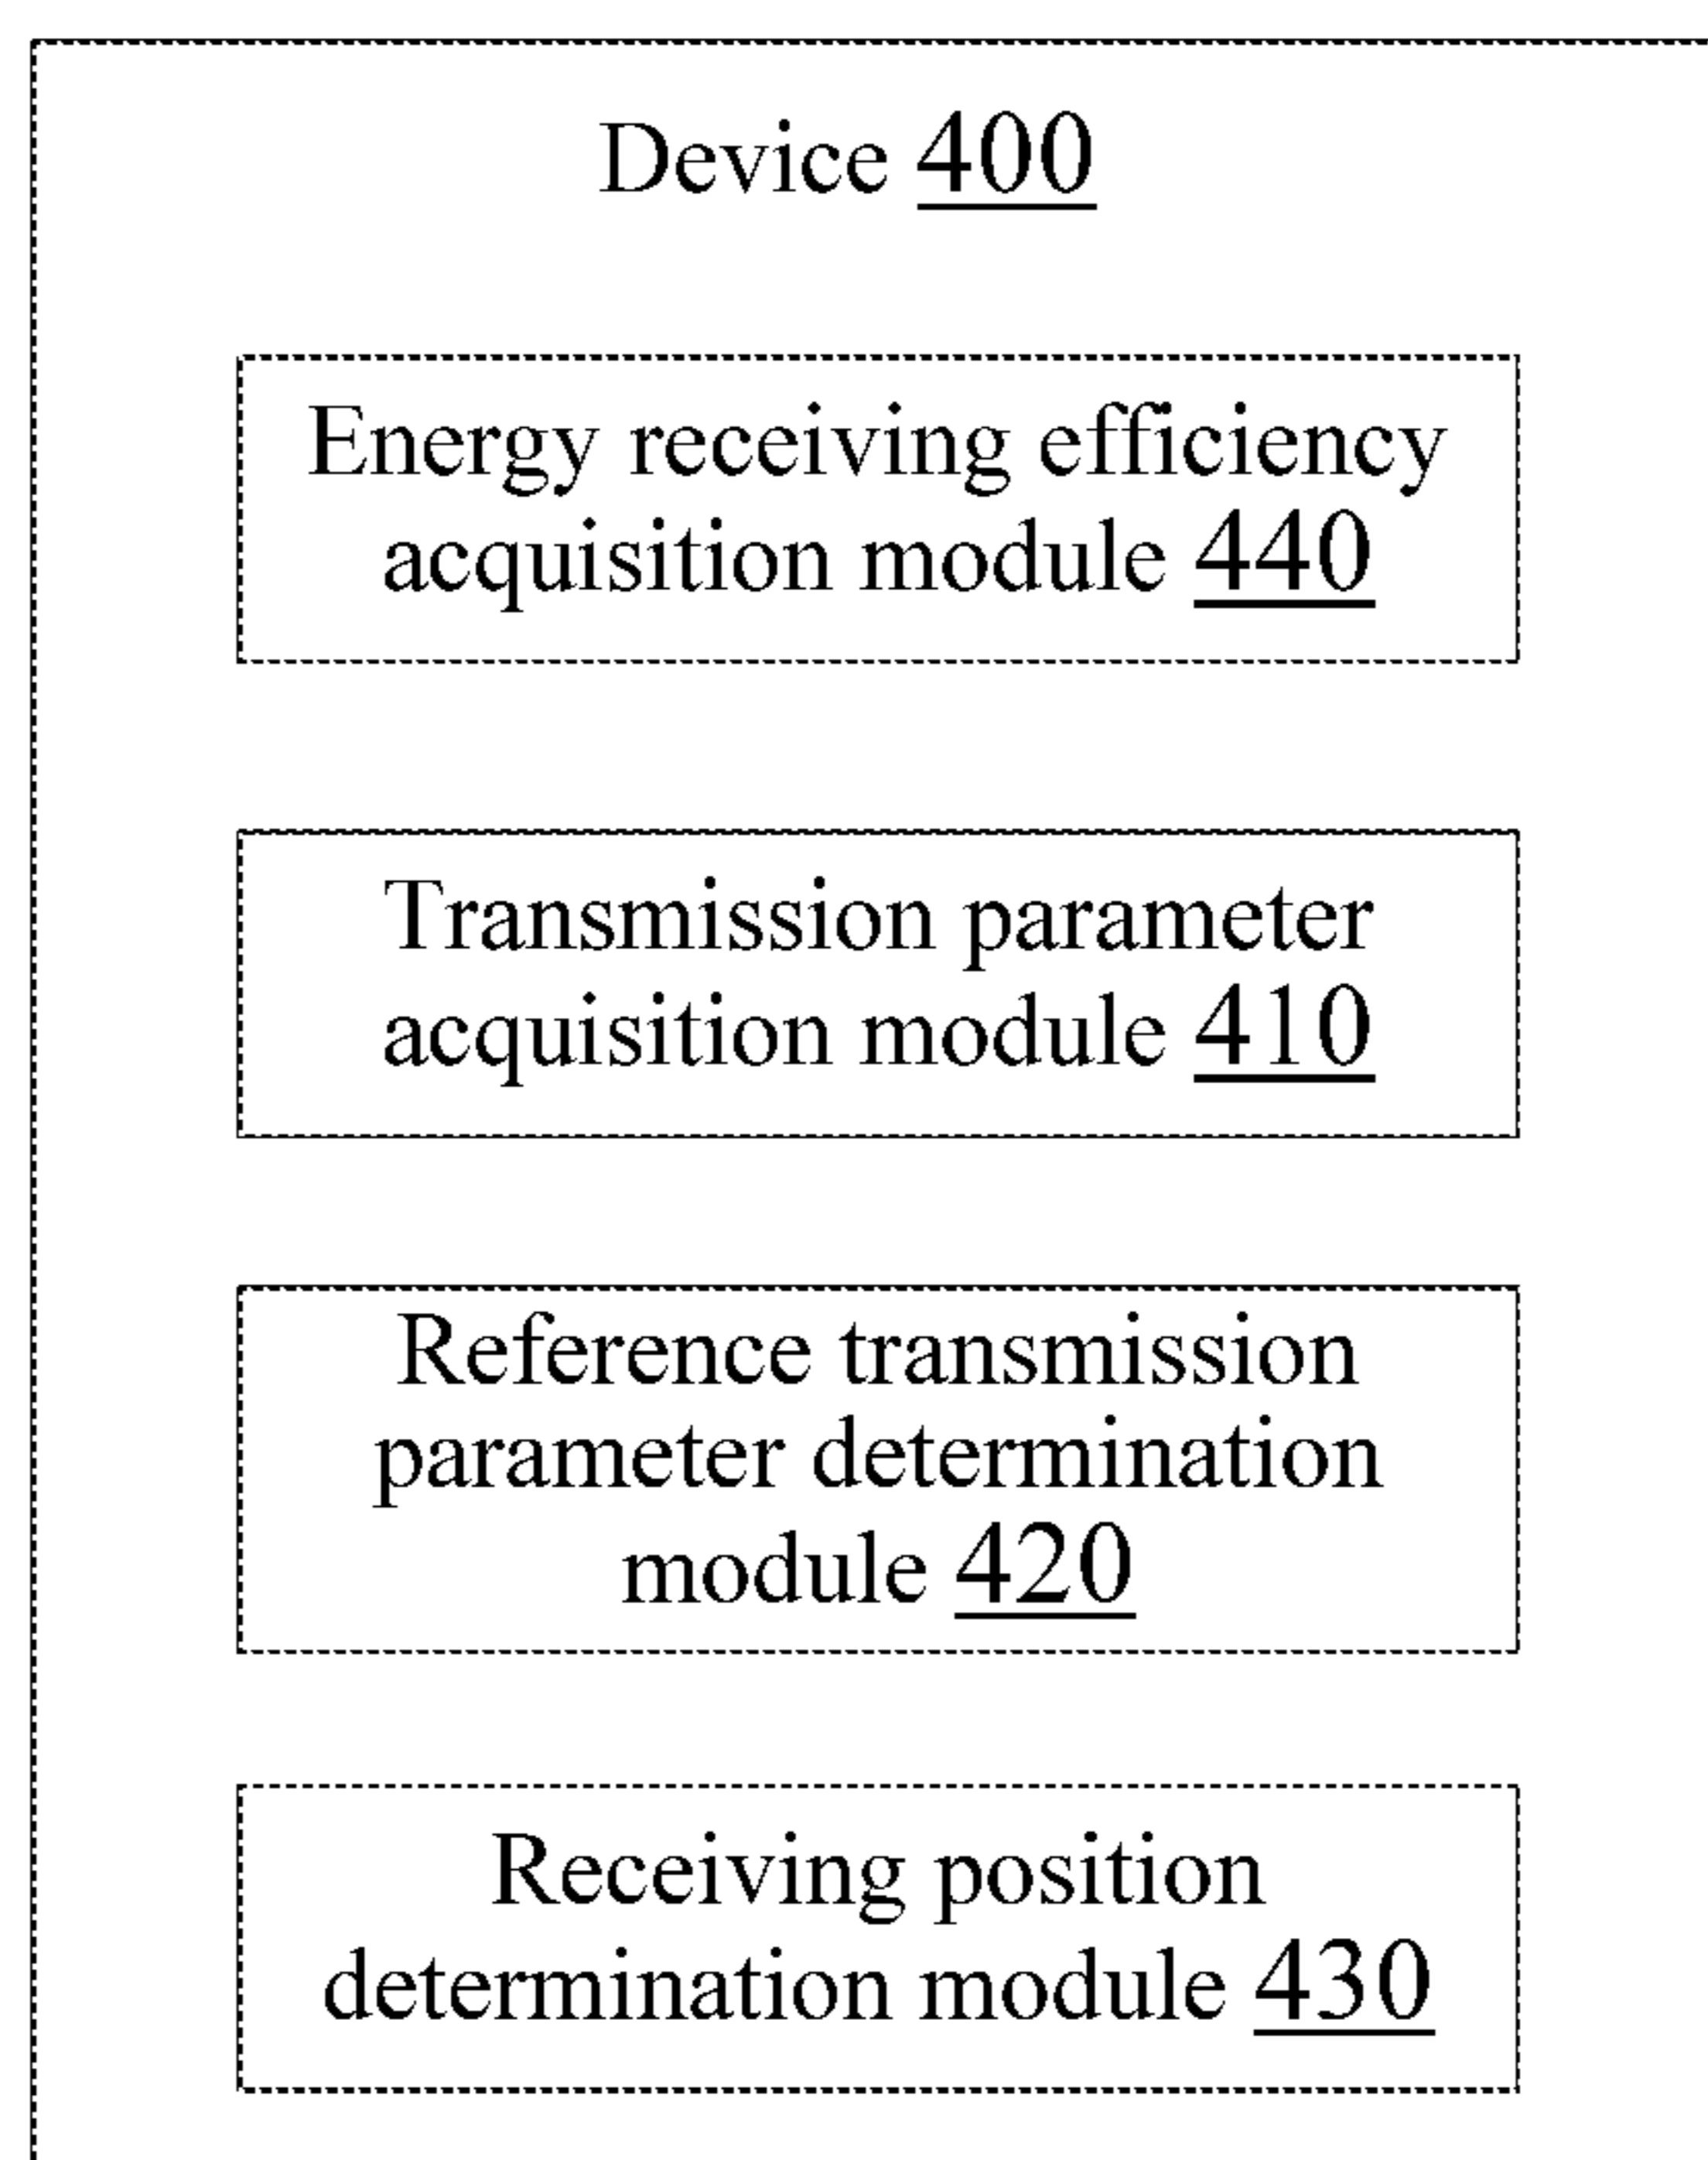 Device 400
Energy receiving efficiency
acquisition module 440
Transmission parameter
acquisition module 410
Reference transmission
parameter determination
module 420
Receiving position
determination module 430